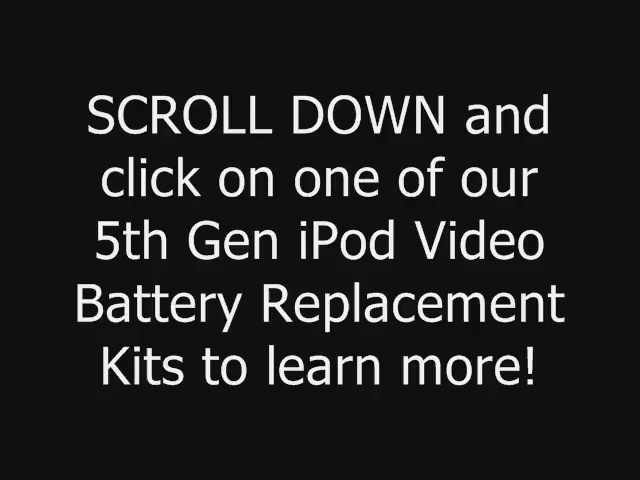 SCROLL DOWN and
click on one of our
5th Gen iPod Video
Battery Replacement
Kits to learn more!